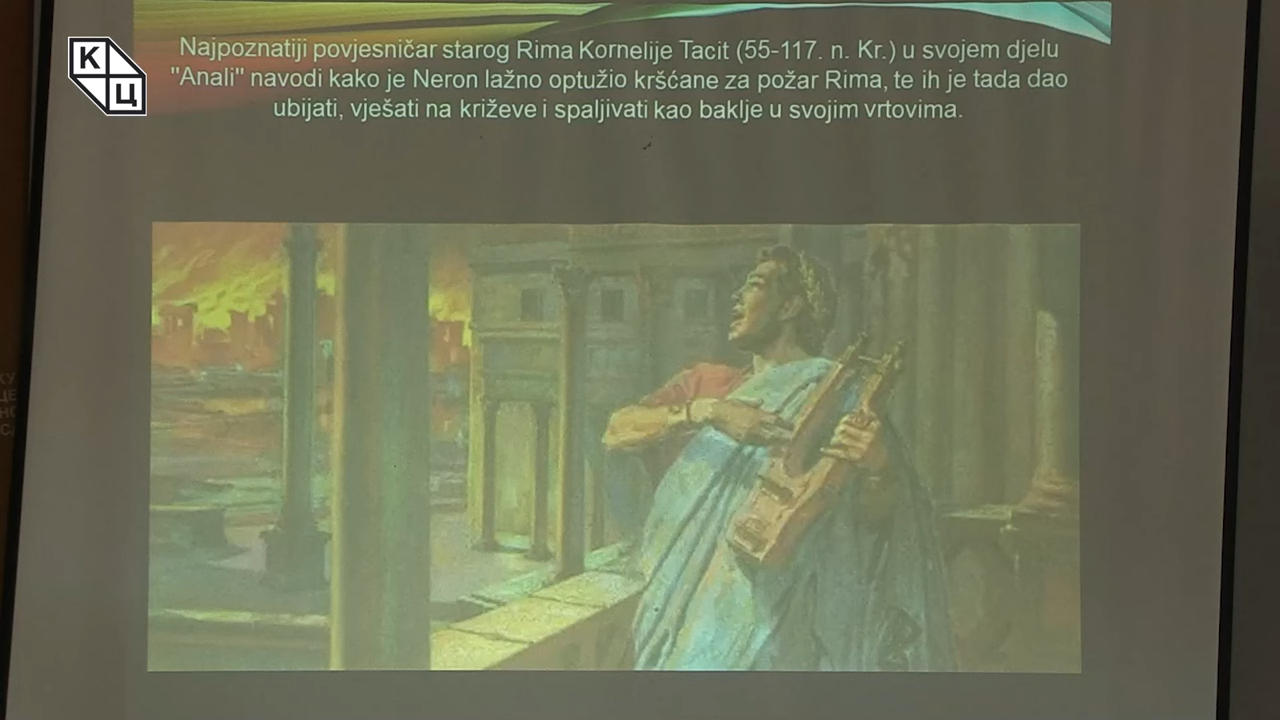 K
Ц
Najpoznatiji povjesničar starog Rima Kornelije Tacit (55-117. n. Kr.) u svojem djelu
"Anali" navodi kako je Neron lažno optužio kršćane za požar Rima, te ih je tada dao
ubijati, vješati na križeve i spaljivati kao baklje u svojim vrtovima.